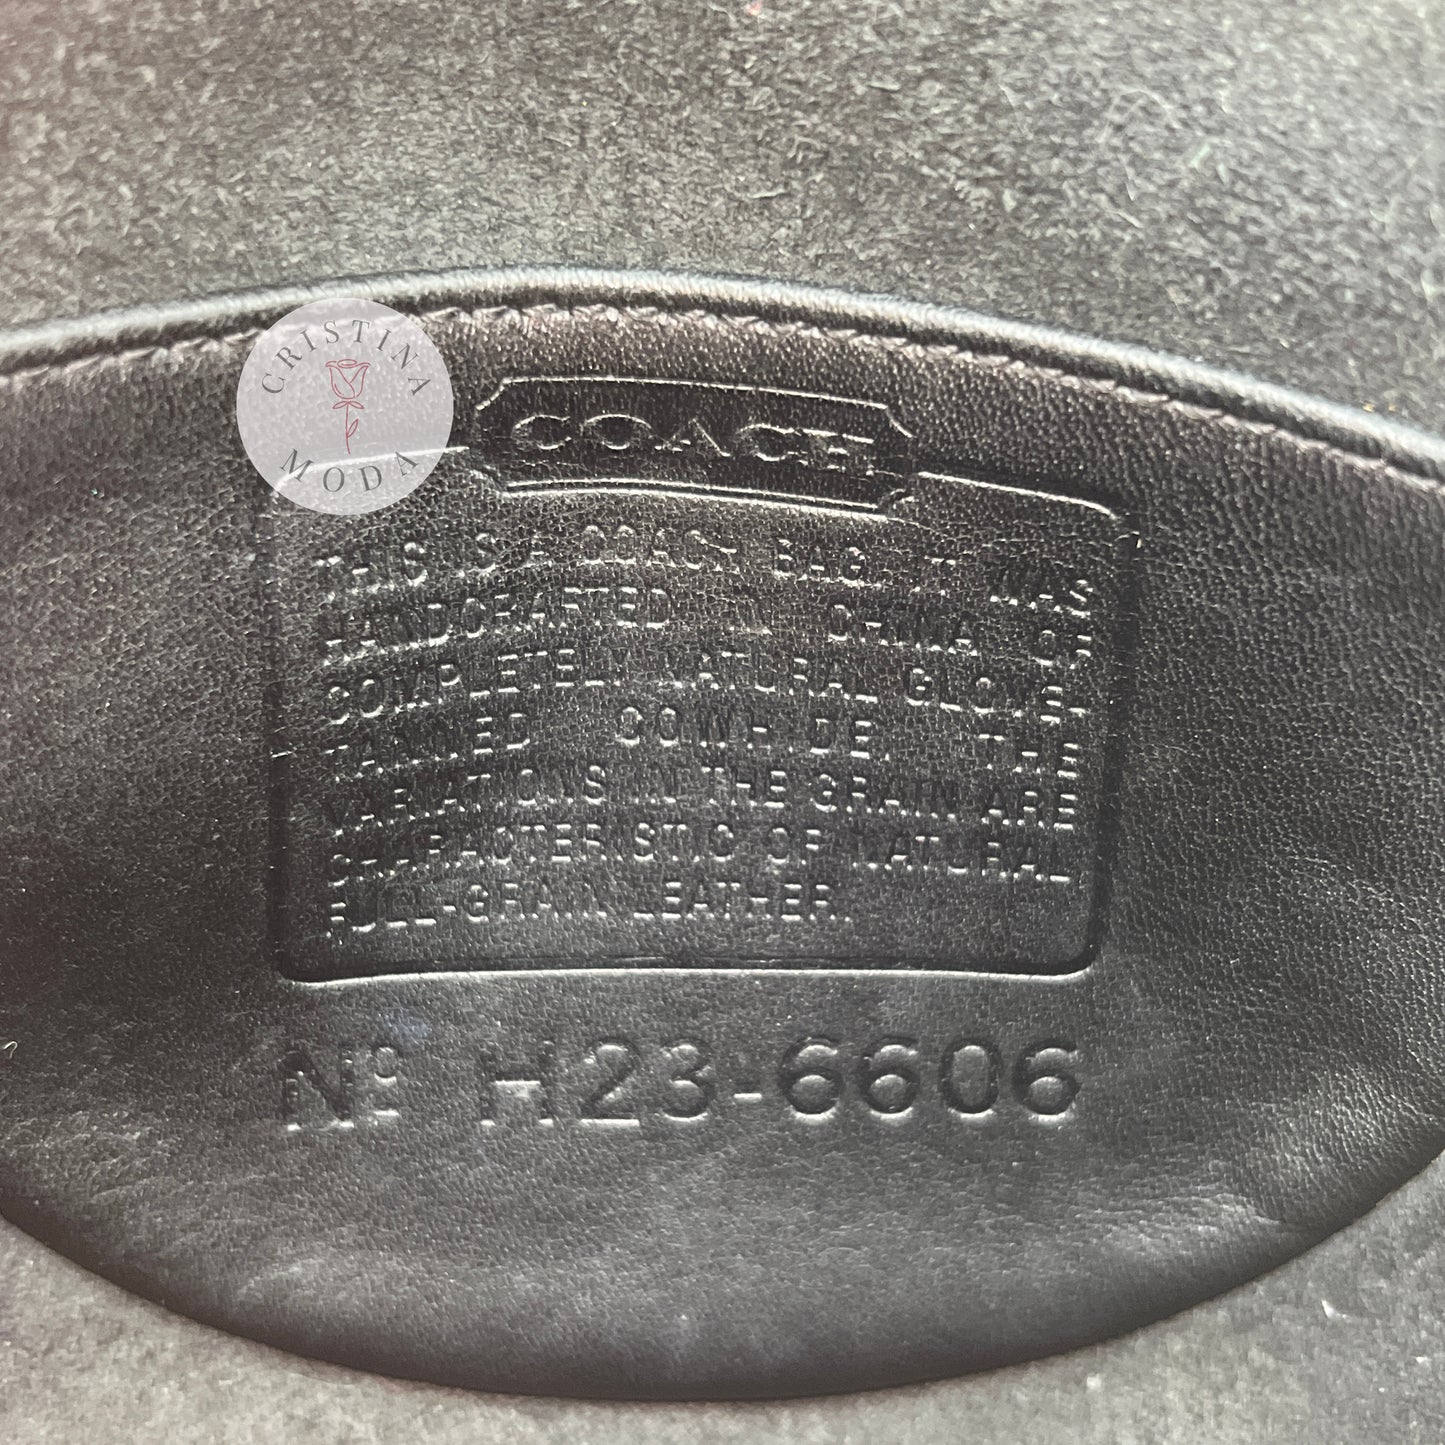 CRISTINA
MODA
COACH
THIS IS A COACH BAG. IT WAS
HANDCRAFTED IN CHINA OF
COMPLETELY NATURAL GLOVE-
TANNED COWHIDE. THE
VARIATIONS IN THE GRAIN ARE
CHARACTERISTIC OF NATURAL
FULL-GRAIN LEATHER.
Nº H23-6606